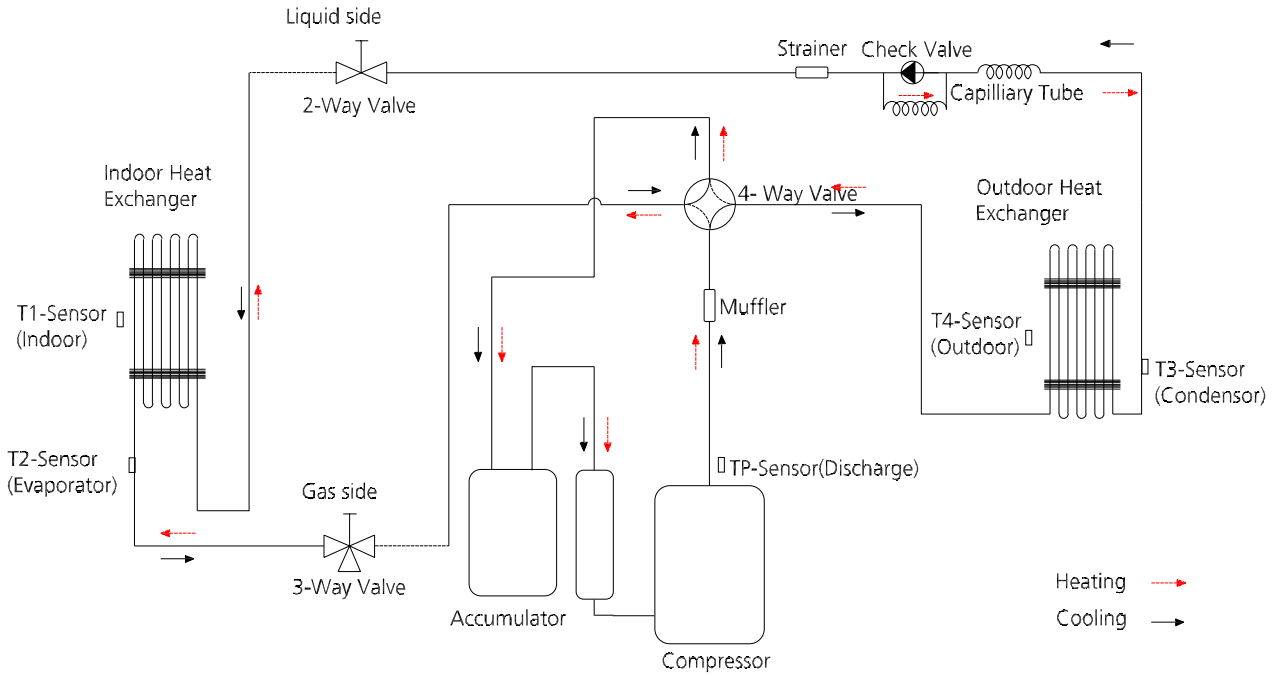 Liquid side
2-Way Valve
Strainer
Check Valve
Capilliary Tube
Indoor Heat
Exchanger
4- Way Valve
Outdoor Heat
Exchanger
T1-Sensor
(Indoor)
Muffler
T4-Sensor
(Outdoor)
T3-Sensor
(Condensor)
T2-Sensor
(Evaporator)
TP-Sensor(Discharge)
Gas side
3-Way Valve
Accumulator
Compressor
Heating
Cooling